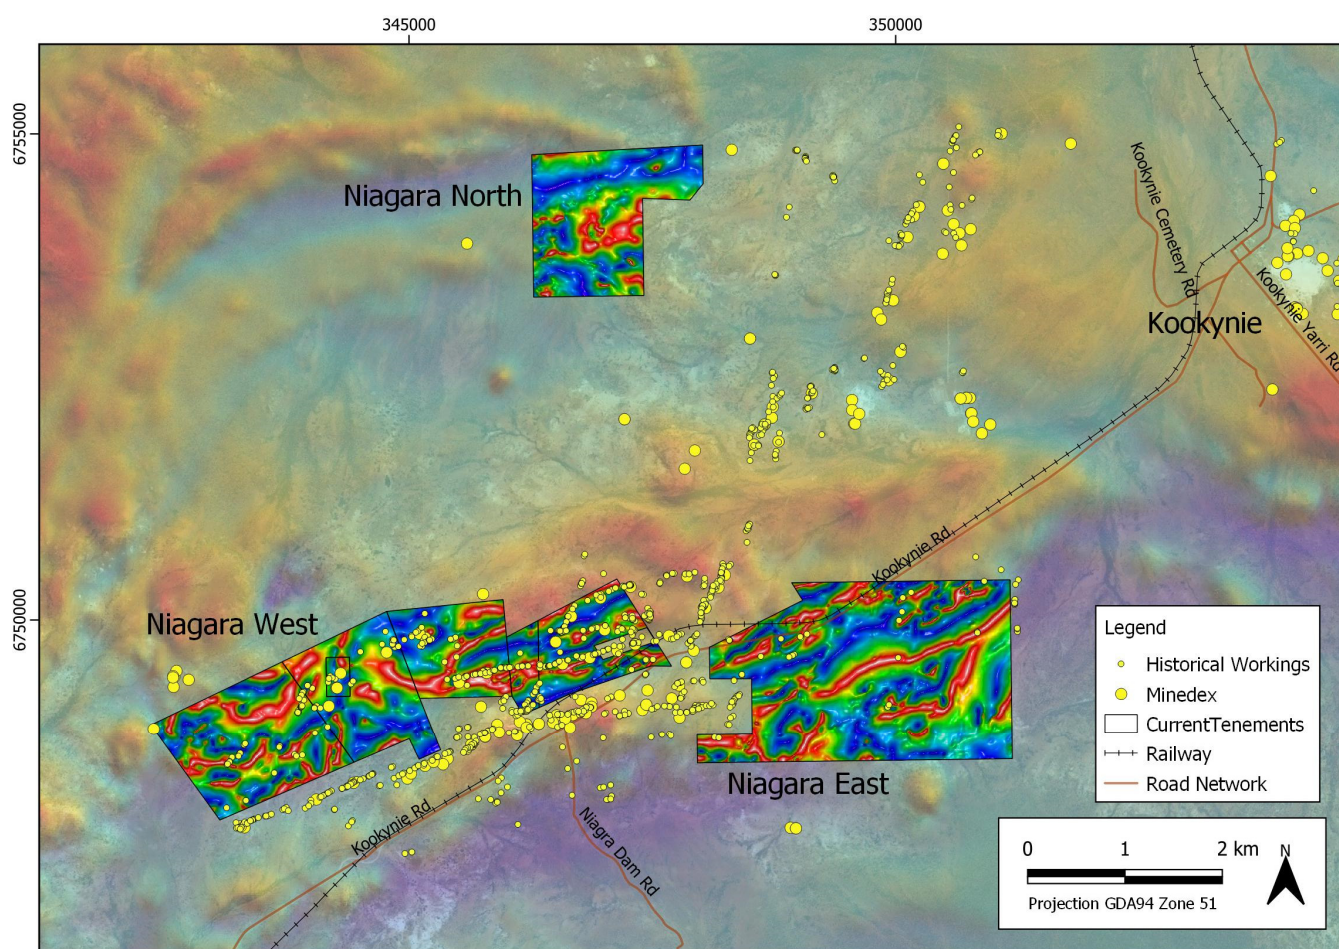 345000
350000
6755000
6750000
Niagara North
Kookynie Cemetery Rd
Kookynie Yarri Rd
Kookynie
Kookynie Rd
Niagara West
Niagara East
Kookynie Rd
Niagra Dam Rd
Legend
Historical Workings
Minedex
CurrentTenements
Railway
Road Network
0 1 2 km
N
Projection GDA94 Zone 51